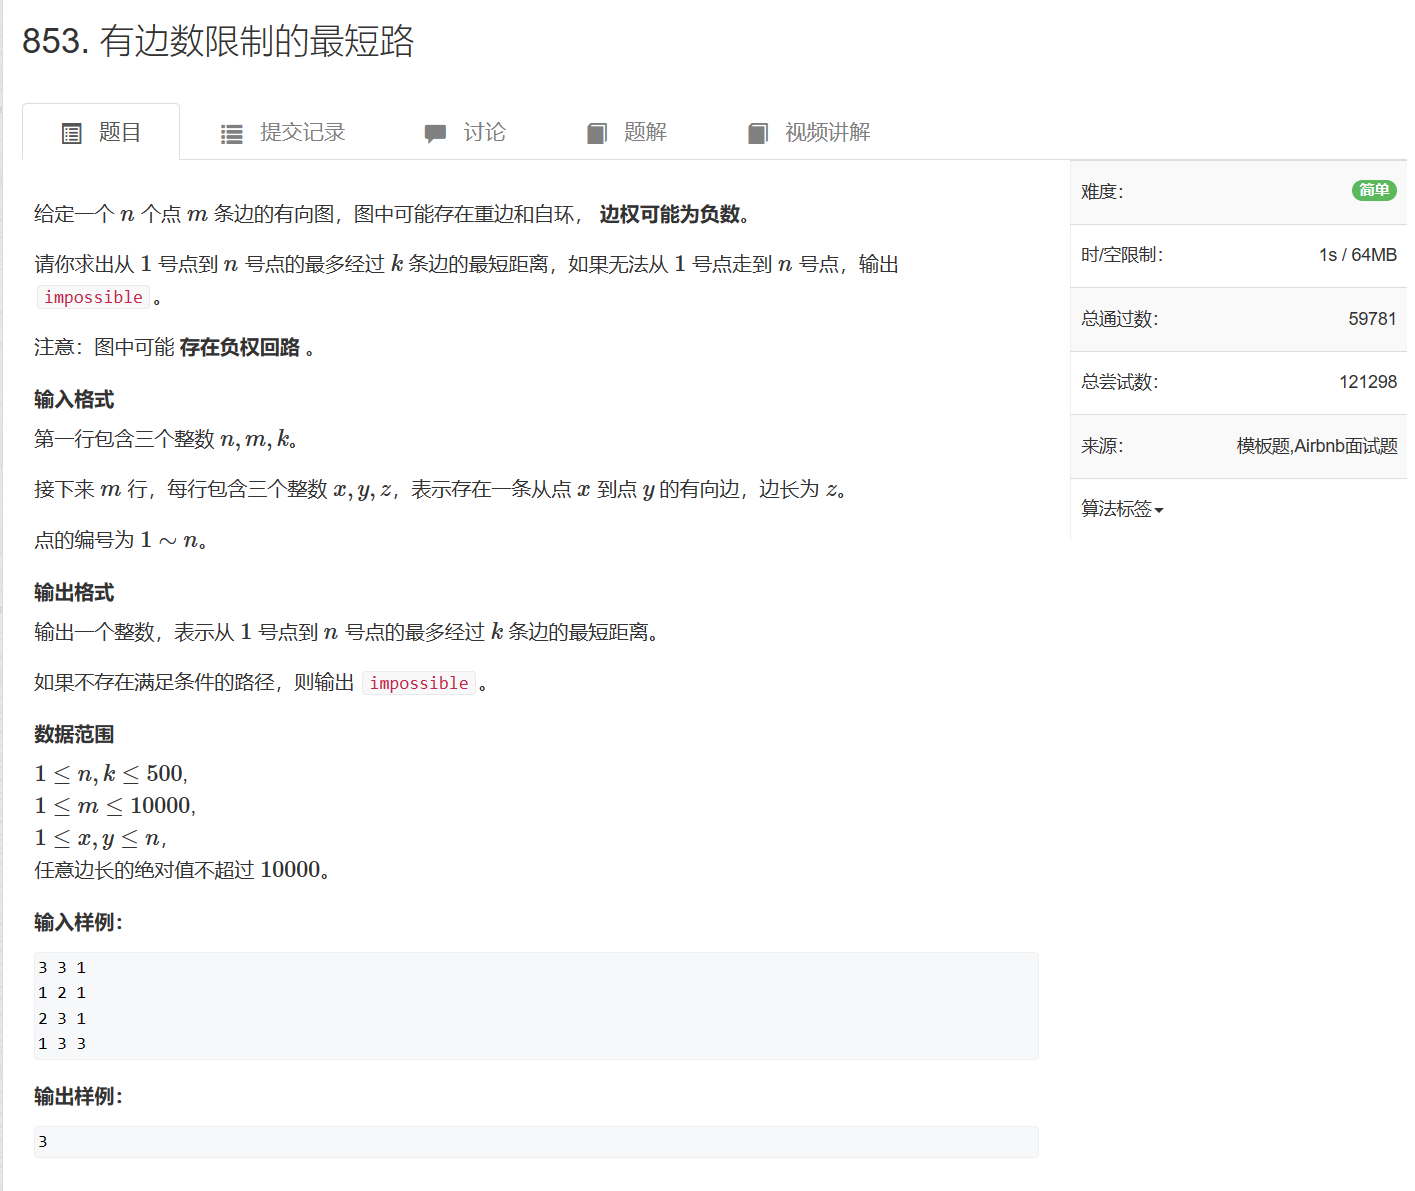 853. 有边数限制的最短路
题目 提交记录 讨论 题解 视频讲解
给定一个 n 个点 m 条边的有向图，图中可能存在重边和自环， 边权可能为负数。
请你求出从 1 号点到 n 号点的最多经过 k 条边的最短距离，如果无法从 1 号点走到 n 号点，输出
impossible 。
注意：图中可能 存在负权回路 。
输入格式
第一行包含三个整数 n, m, k。
接下来 m 行，每行包含三个整数 x, y, z，表示存在一条从点 x 到点 y 的有向边，边长为 z。
点的编号为 1 ∼ n。
输出格式
输出一个整数，表示从 1 号点到 n 号点的最多经过 k 条边的最短距离。
如果不存在满足条件的路径，则输出 impossible 。
数据范围
1 ≤ n, k ≤ 500,
1 ≤ m ≤ 10000,
1 ≤ x, y ≤ n，
任意边长的绝对值不超过 10000。
输入样例：
3 3 1
1 2 1
2 3 1
1 3 3
输出样例：
3
难度： 简单
时/空限制： 1s / 64MB
总通过数： 59781
总尝试数： 121298
来源： 模板题,Airbnb面试题
算法标签